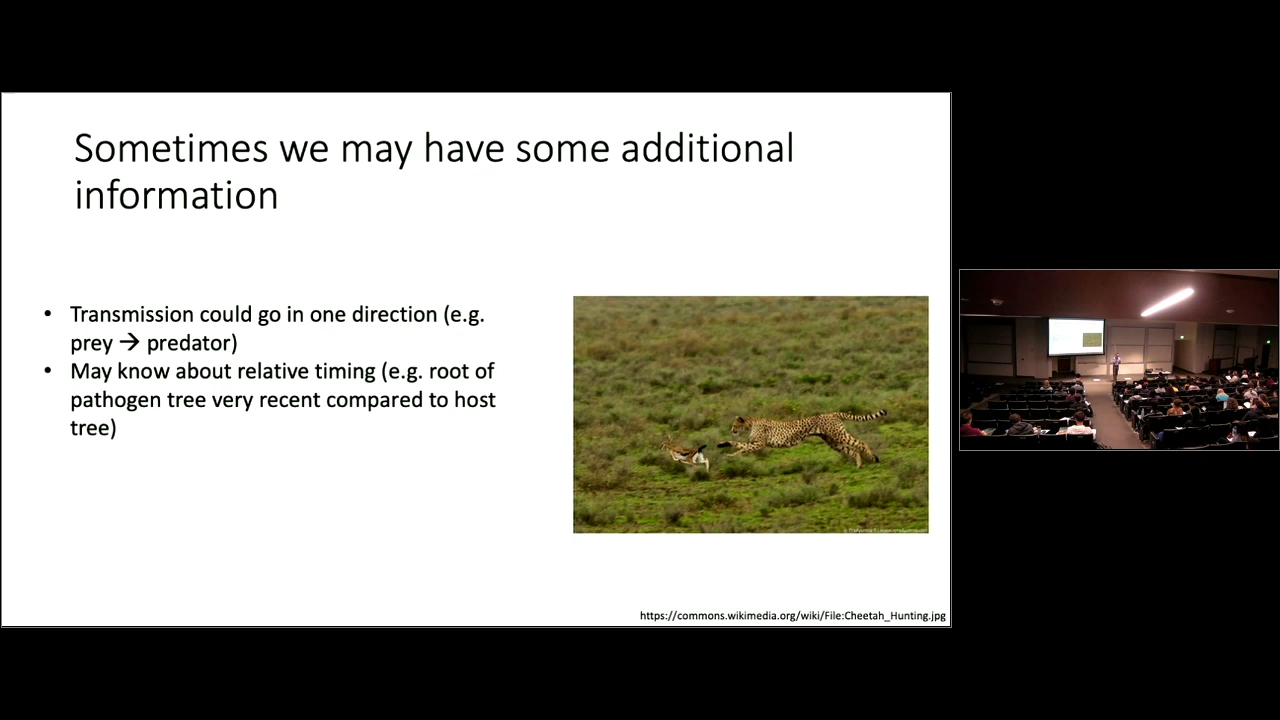 Sometimes we may have some additional
information
• Transmission could go in one direction (e.g.
prey → predator)
• May know about relative timing (e.g. root of
pathogen tree very recent compared to host
tree)
https://commons.wikimedia.org/wiki/File:Cheetah_Hunting.jpg